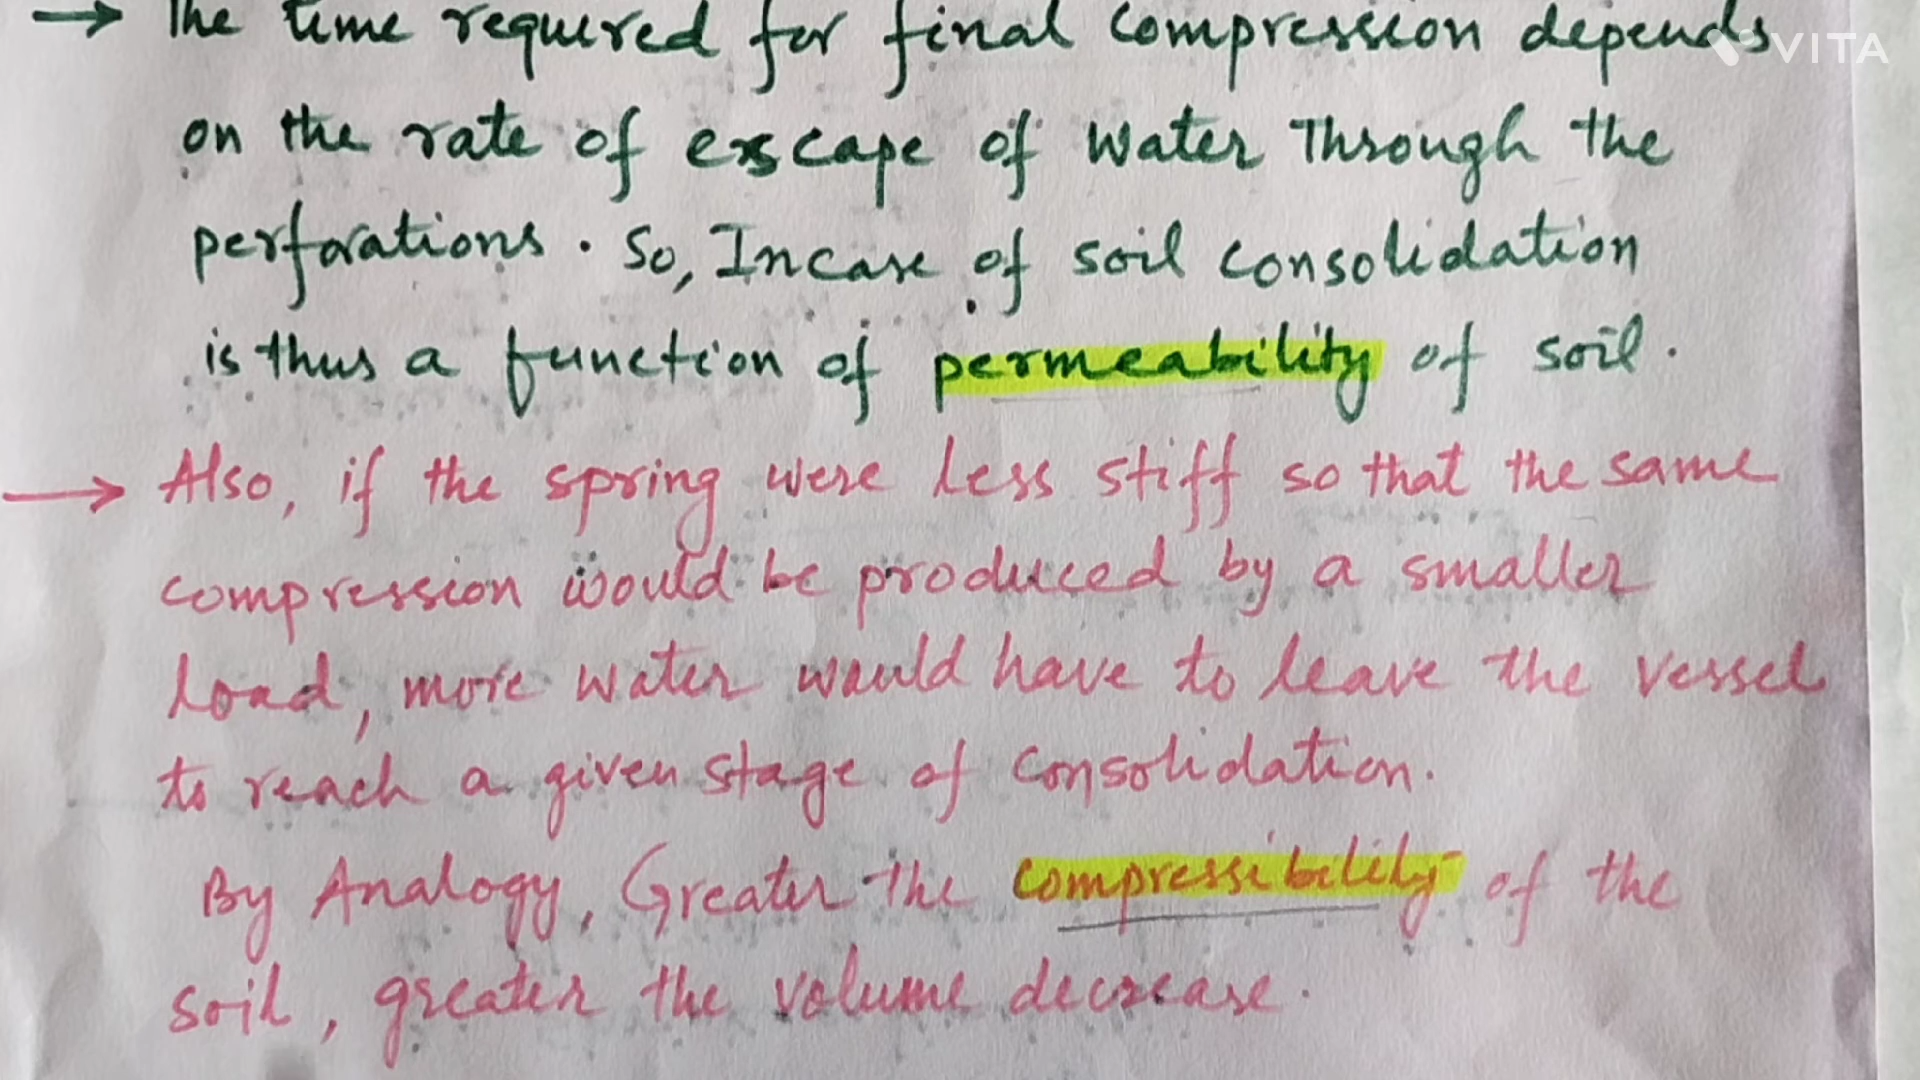 → The time required for final compression depends
VITA
on the rate of exscape of water Through the
perforations. So, Incase of soil consolidation
is thus a function of permeability of soil.
→ Also, if the spring were less stiff so that the same
compression would be produced by a smaller
load, more water would have to leave the vessel
to reach a given stage of consolidation.
By Analogy, Greater the compressibility of the
soil, greater the volume decrease.